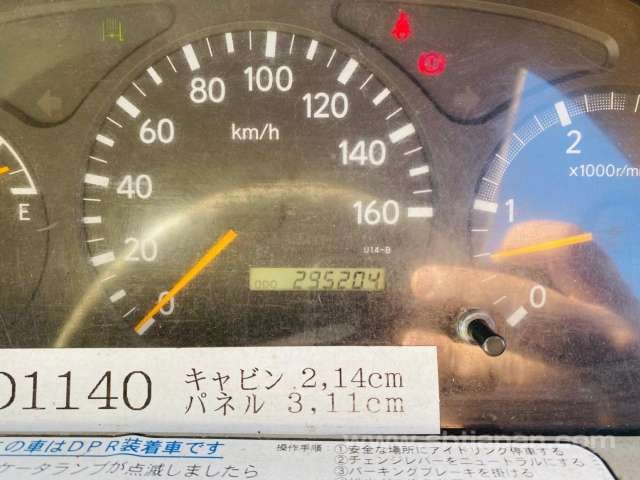 0
20
40
60
80
100
120
140
160
km/h
U14-B
ODO 295204
E
0
1
2
x1000r/m
D1140 キャビン 2,14cm
パネル 3,11cm
の車はDPR装着車です
ケータランプが点滅しましたら
操作手順
①安全な場所にアイドリング停車する
②チェンジレバーをニュートラルにする
③パーキングブレーキを掛ける